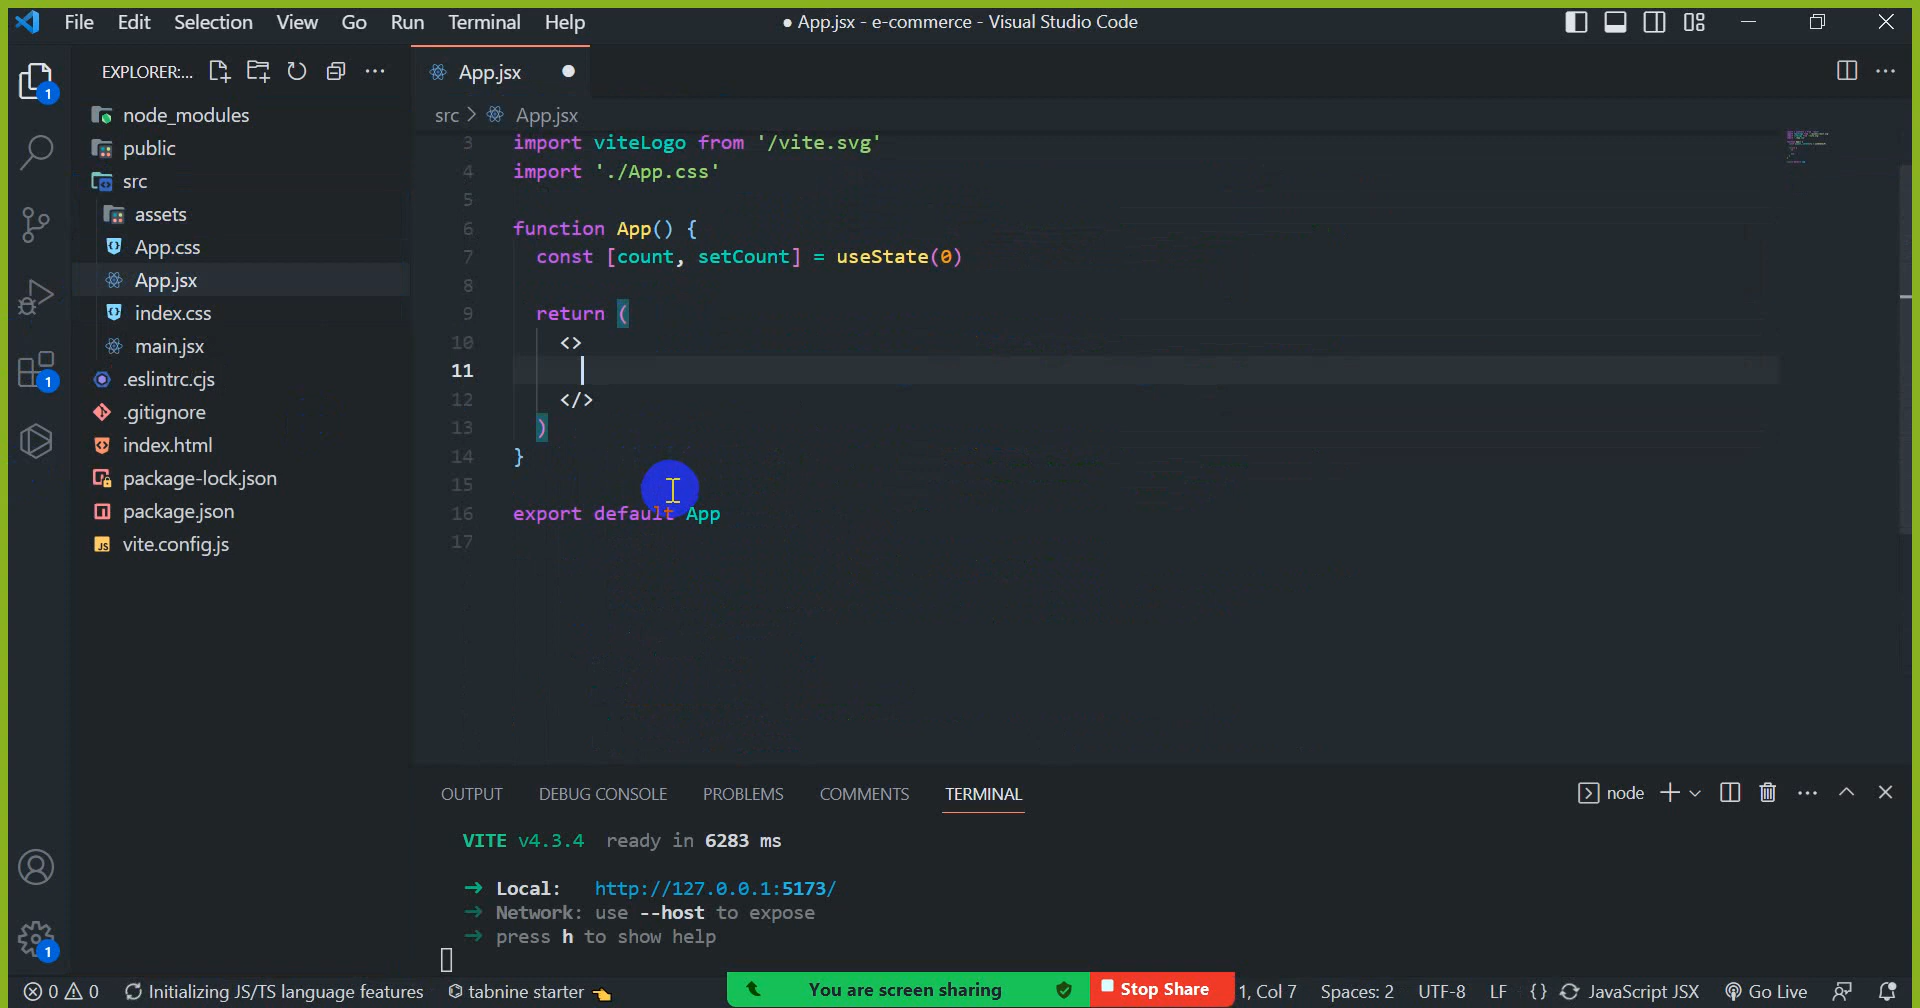 File Edit Selection View Go Run Terminal Help ● App.jsx - e-commerce - Visual Studio Code
EXPLORER:...
App.jsx
1
node_modules
public
src
assets
App.css
App.jsx
index.css
main.jsx
.eslintrc.cjs
.gitignore
index.html
package-lock.json
package.json
vite.config.js
1
1
src > App.jsx
3 import viteLogo from '/vite.svg'
4 import './App.css'
5
6 function App() {
7 const [count, setCount] = useState(0)
8
9 return (
10 <>
11
12 </>
13 )
14 }
15
16 export default App
17
OUTPUT DEBUG CONSOLE PROBLEMS COMMENTS TERMINAL
node
VITE v4.3.4 ready in 6283 ms
➜ Local: http://127.0.0.1:5173/
➜ Network: use --host to expose
➜ press h to show help
0 0 Initializing JS/TS language features tabnine starter 👈
You are screen sharing Stop Share
1, Col 7 Spaces: 2 UTF-8 LF {} JavaScript JSX Go Live